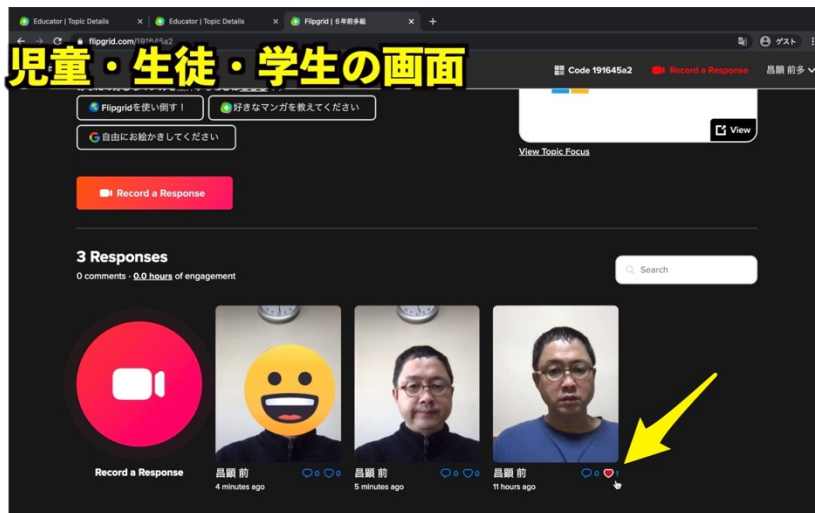 Educator | Topic Details
Educator | Topic Details
Flipgrid | 6年前多組
flipgrid.com/191645a2
ゲスト
児童・生徒・学生の画面
Code 191645a2
Record a Response
昌顕 前多
Flipgridを使い倒す！
好きなマンガを教えてください
自由にお絵かきしてください
View
View Topic Focus
Record a Response
3 Responses
0 comments · 0.0 hours of engagement
Search
Record a Response
昌顕 前
0 0
4 minutes ago
昌顕 前
0 0
5 minutes ago
昌顕 前
0 1
11 hours ago